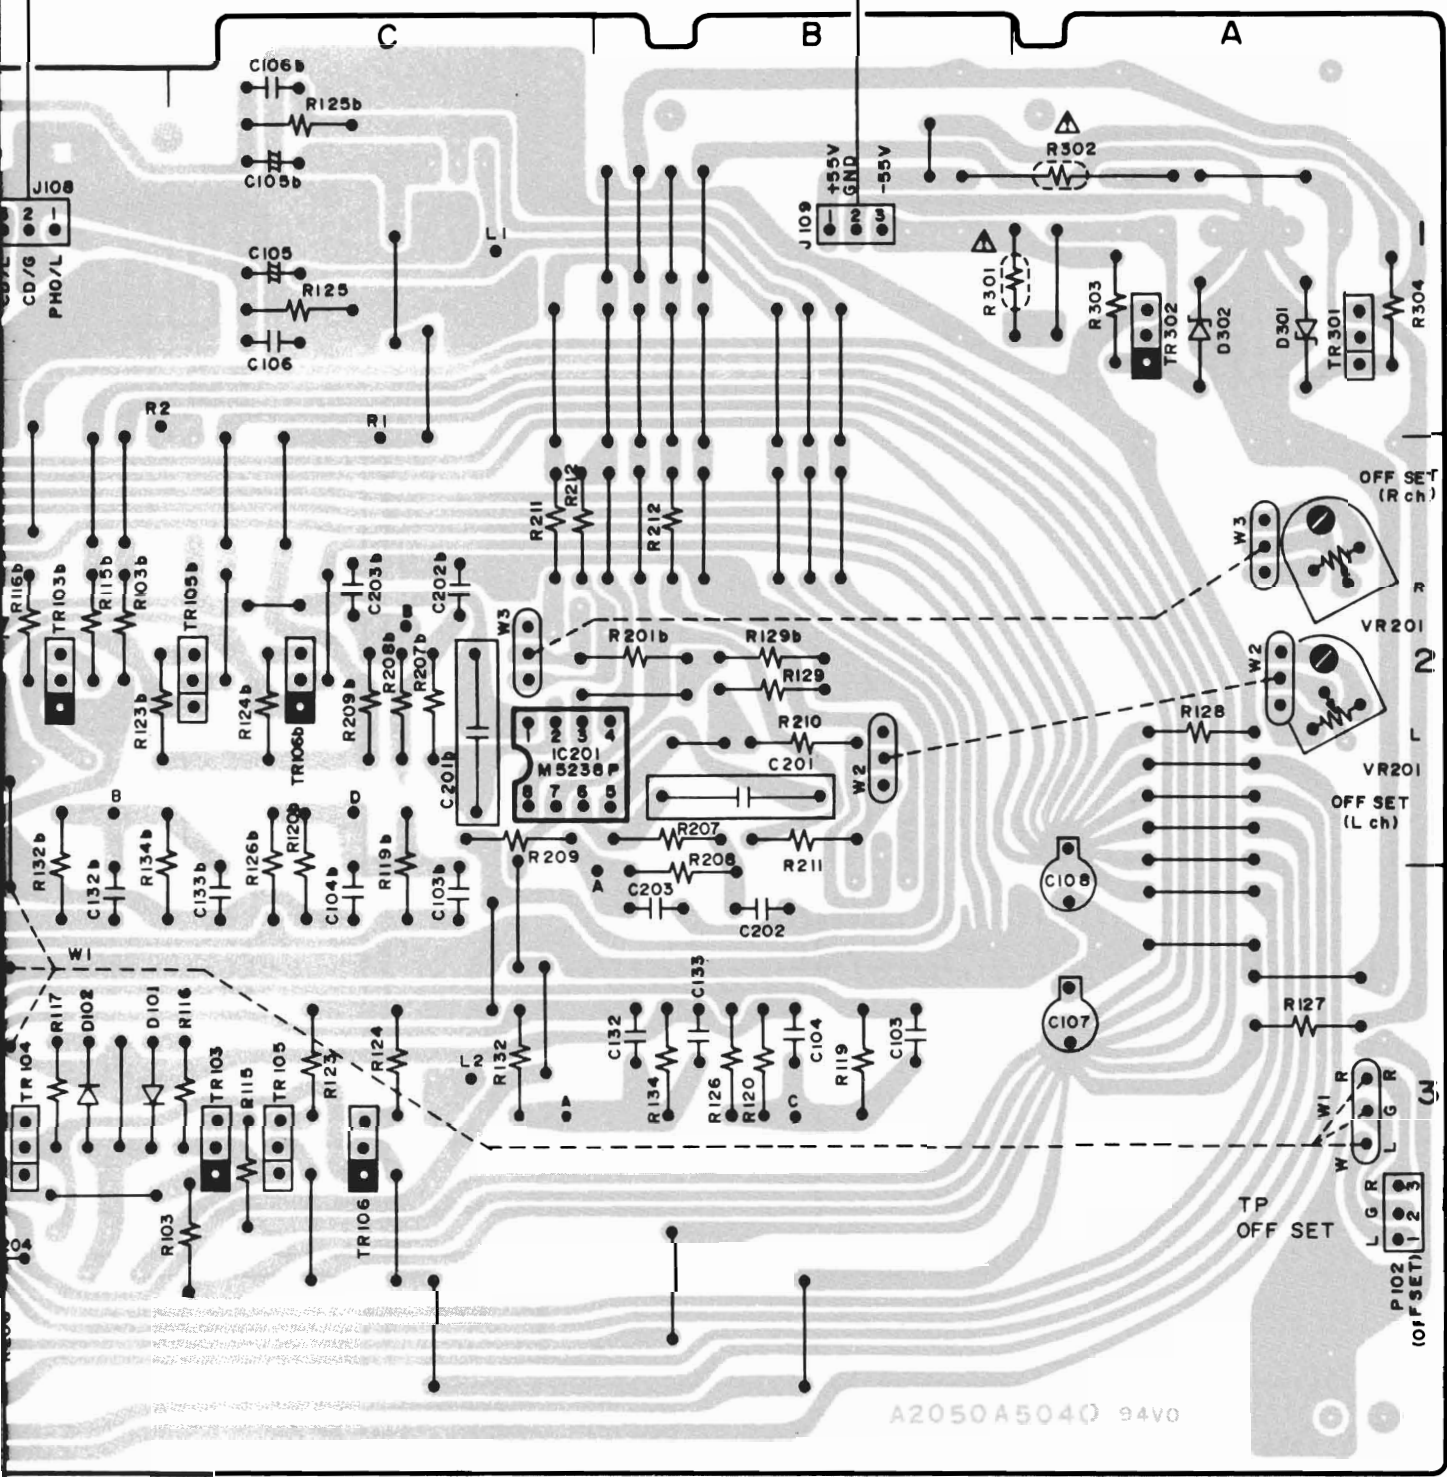 C
B
A
C106b
R125b
C105b
J108
2 1
CD/G
PHO/L
C105
R125
C106
L1
+55V
GND
-55V
J109
1 2 3
R302
R301
R303
TR302
D302
D301
TR301
R304
1
R2
R1
R211
R212
R212
OFF SET
(R ch)
W3
R
VR201
R116b
TR103b
R115b
R103b
TR105b
C203b
C202b
B
W3
R201b
R129b
R129
W2
2
R123b
R124b
TR106b
R209b
R208b
R207b
C201b
1 2 3 4
IC201
M5238P
8 7 6 5
R210
C201
W2
R128
L
VR201
OFF SET
(L ch)
B
D
R132b
C132b
R134b
C133b
R126b
R120b
C104b
R119b
C103b
R209
R207
R211
R208
A
C203
C202
C108
W1
R117
D102
D101
R116
C133
C107
R127
TR104
TR103
R115
TR105
R123
R124
L2
R132
A
C132
R134
R126
R120
C104
C
R119
C103
W1
R
G
L
R
W
3
R103
TR106
TP
OFF SET
R
G
L
3
2
1
P102
(OFFSET)
A2050A5040 94V0